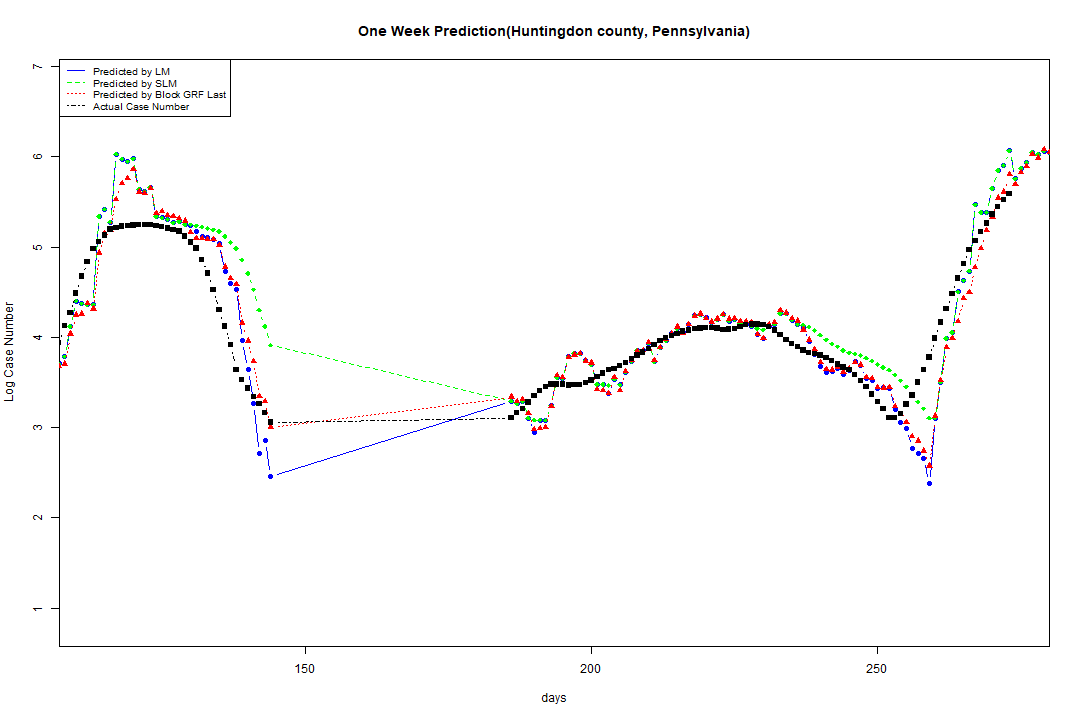 One Week Prediction(Huntingdon county, Pennsylvania)
Predicted by LM
Predicted by SLM
Predicted by Block GRF Last
Actual Case Number
Log Case Number
7
6
5
4
3
2
1
150
200
250
days